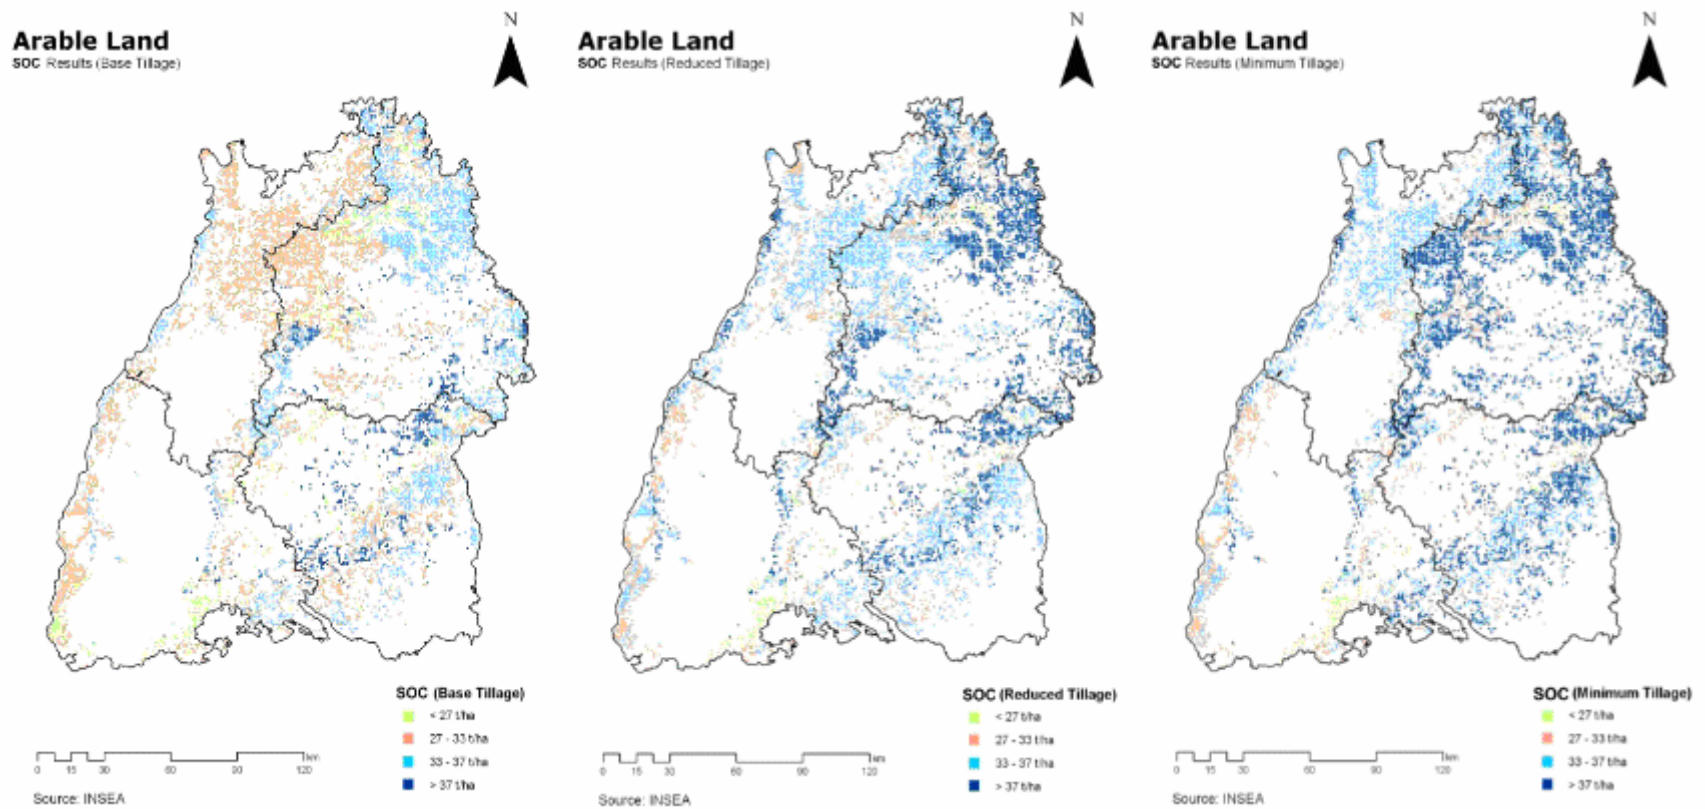 N
Arable Land
SOC Results (Base Tillage)
SOC (Base Tillage)
< 27 t/ha
27 - 33 t/ha
33 - 37 t/ha
> 37 t/ha
km
0 15 30 60 90 120
Source: INSEA
N
Arable Land
SOC Results (Reduced Tillage)
SOC (Reduced Tillage)
< 27 t/ha
27 - 33 t/ha
33 - 37 t/ha
> 37 t/ha
km
0 15 30 60 90 120
Source: INSEA
N
Arable Land
SOC Results (Minimum Tillage)
SOC (Minimum Tillage)
< 27 t/ha
27 - 33 t/ha
33 - 37 t/ha
> 37 t/ha
km
0 15 30 60 90 120
Source: INSEA